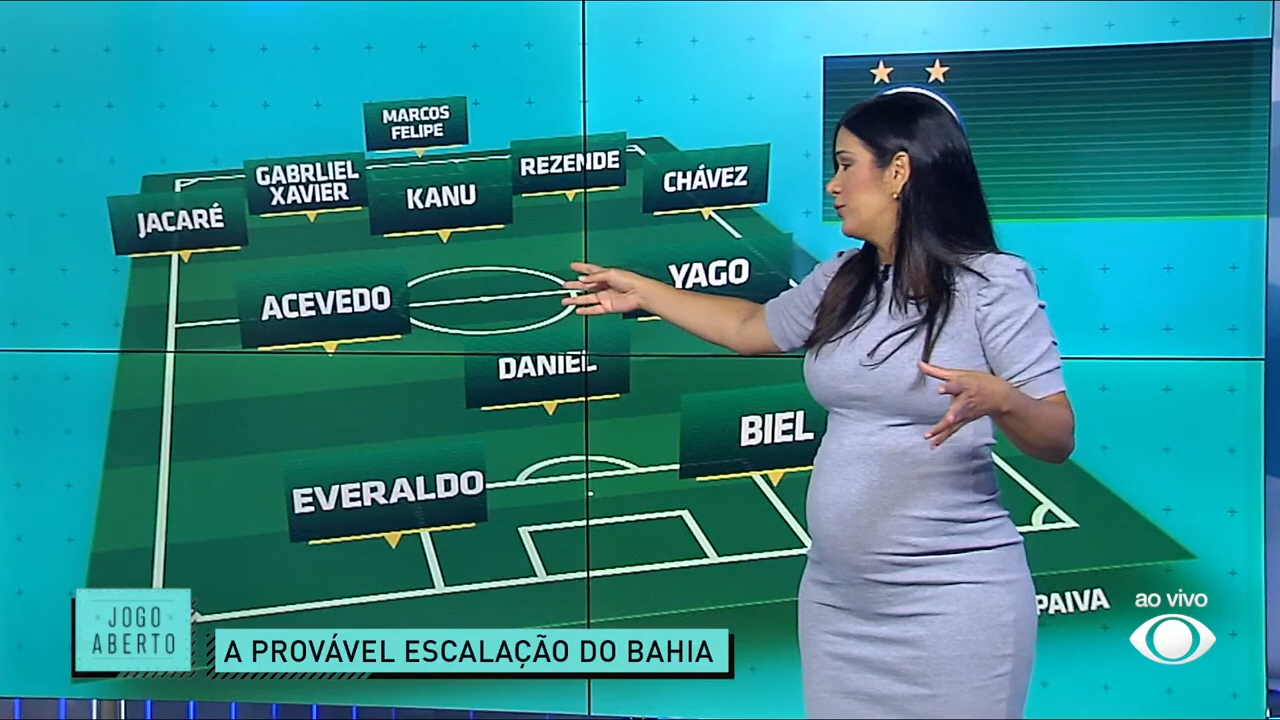 MARCOS
FELIPE
GABRLIEL
XAVIER
REZENDE
JACARÉ
KANU
CHÁVEZ
ACEVEDO
YAGO
DANIEL
BIEL
EVERALDO
PAIVA
ao vivo
JOGO
ABERTO
A PROVÁVEL ESCALAÇÃO DO BAHIA